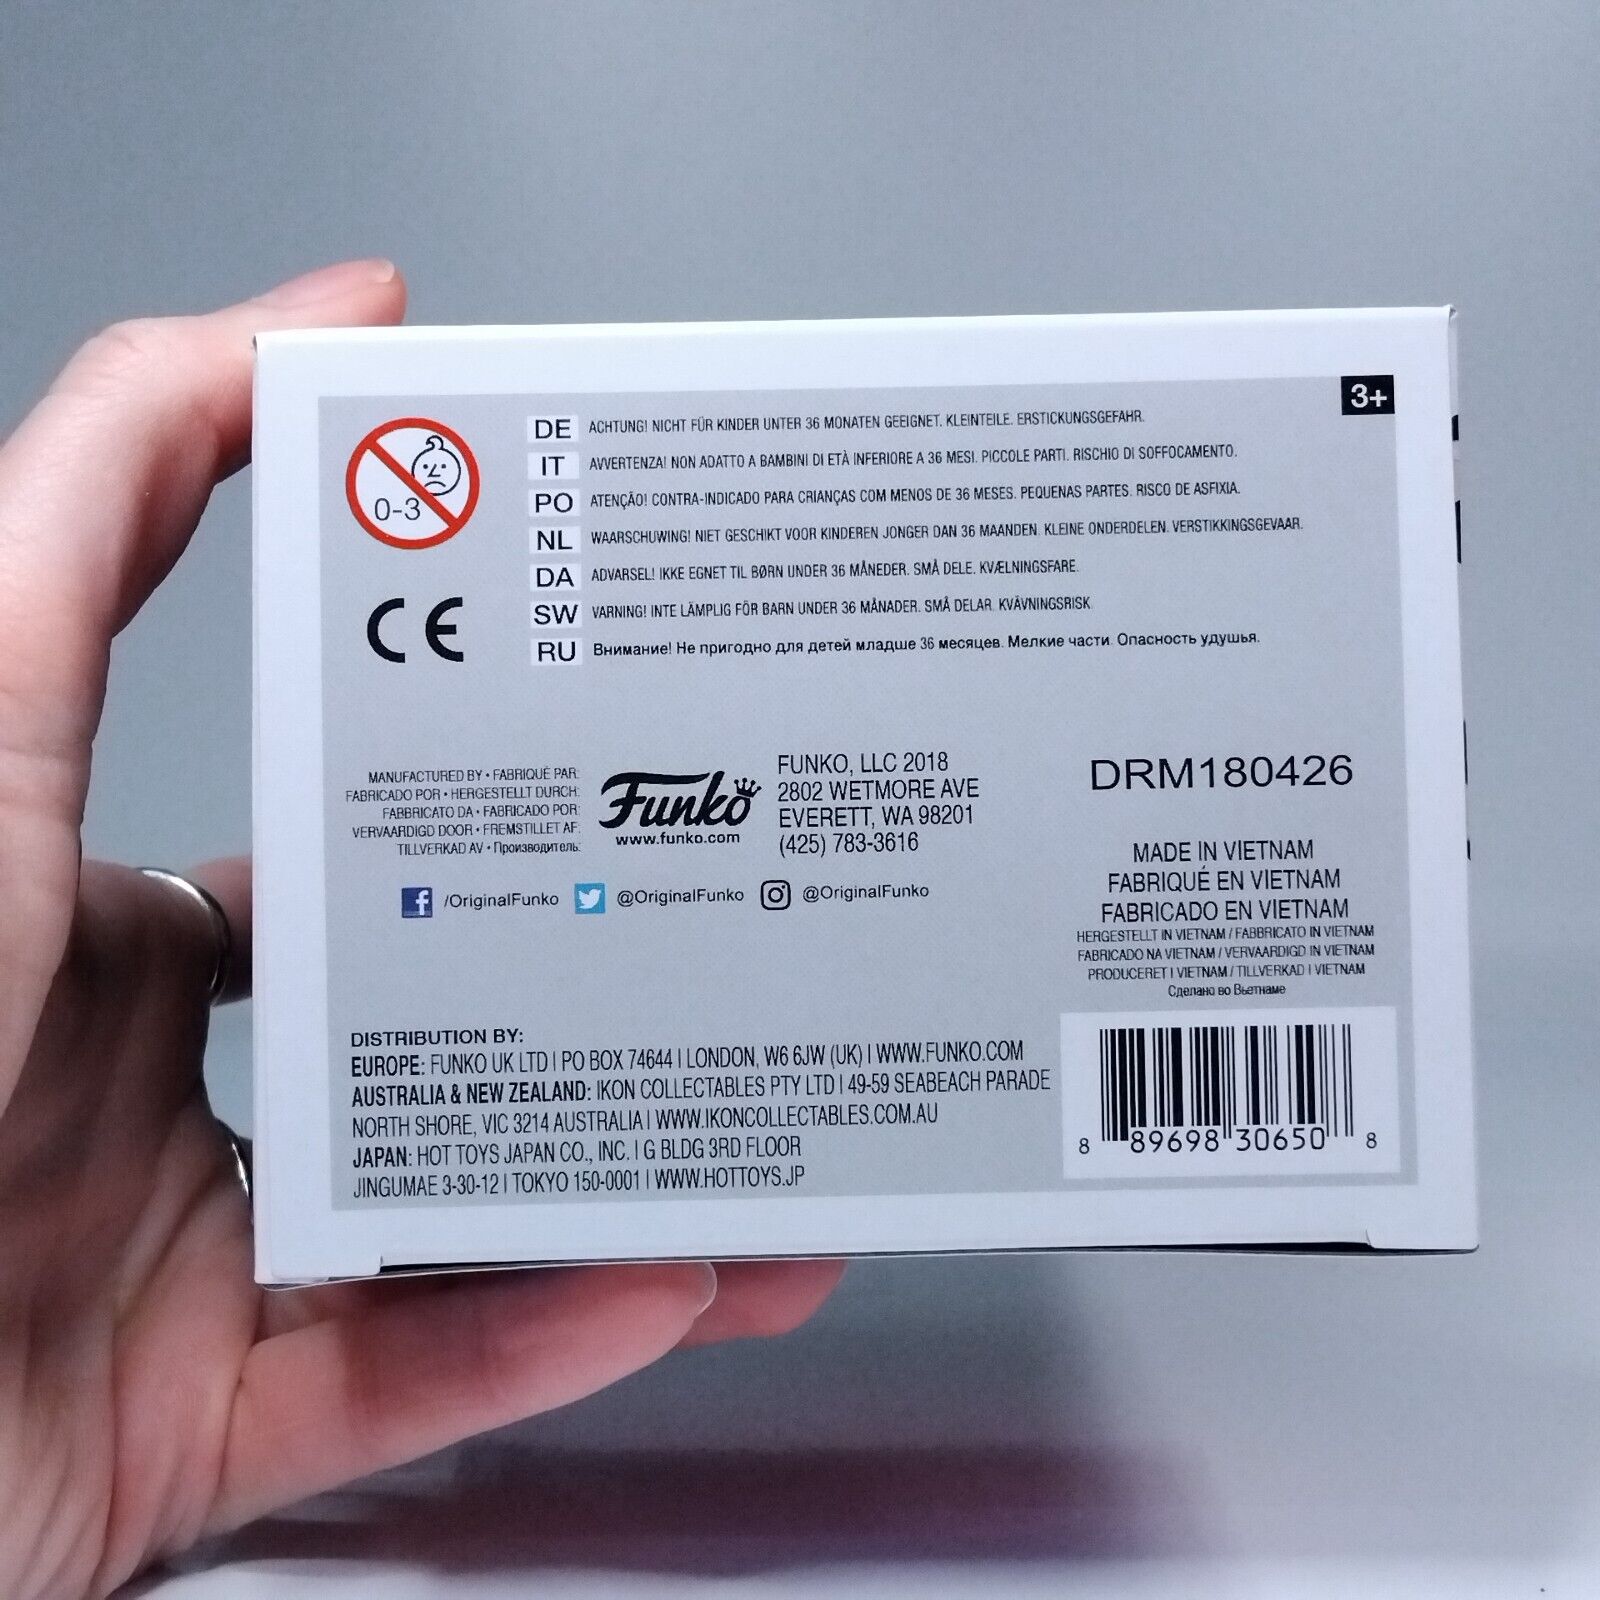 3+
0-3
DE ACHTUNG! NICHT FÜR KINDER UNTER 36 MONATEN GEEIGNET. KLEINTEILE. ERSTICKUNGSGEFAHR.
IT AVVERTENZA! NON ADATTO A BAMBINI DI ETÀ INFERIORE A 36 MESI. PICCOLE PARTI. RISCHIO DI SOFFOCAMENTO.
PO ATENÇÃO! CONTRA-INDICADO PARA CRIANÇAS COM MENOS DE 36 MESES. PEQUENAS PARTES. RISCO DE ASFIXIA.
NL WAARSCHUWING! NIET GESCHIKT VOOR KINDEREN JONGER DAN 36 MAANDEN. KLEINE ONDERDELEN. VERSTIKKINGSGEVAAR.
DA ADVARSEL! IKKE EGNET TIL BØRN UNDER 36 MÅNEDER. SMÅ DELE. KVÆLNINGSFARE.
SW VARNING! INTE LÄMPLIG FÖR BARN UNDER 36 MÅNADER. SMÅ DELAR. KVÄVNINGSRISK.
RU Внимание! Не пригодно для детей младше 36 месяцев. Мелкие части. Опасность удушья.
CE
MANUFACTURED BY • FABRIQUÉ PAR:
FABRICADO POR • HERGESTELLT DURCH:
FABBRICATO DA • FABRICADO POR:
VERVAARDIGD DOOR • FREMSTILLET AF:
TILLVERKAD AV • Производитель:
Funko
www.funko.com
FUNKO, LLC 2018
2802 WETMORE AVE
EVERETT, WA 98201
(425) 783-3616
/OriginalFunko @OriginalFunko @OriginalFunko
DRM180426
MADE IN VIETNAM
FABRIQUÉ EN VIETNAM
FABRICADO EN VIETNAM
HERGESTELLT IN VIETNAM / FABBRICATO IN VIETNAM
FABRICADO NA VIETNAM / VERVAARDIGD IN VIETNAM
PRODUCERET I VIETNAM / TILLVERKAD I VIETNAM
Сделано во Вьетнаме
DISTRIBUTION BY:
EUROPE: FUNKO UK LTD | PO BOX 74644 | LONDON, W6 6JW (UK) | WWW.FUNKO.COM
AUSTRALIA & NEW ZEALAND: IKON COLLECTABLES PTY LTD | 49-59 SEABEACH PARADE
NORTH SHORE, VIC 3214 AUSTRALIA | WWW.IKONCOLLECTABLES.COM.AU
JAPAN: HOT TOYS JAPAN CO., INC. | G BLDG 3RD FLOOR
JINGUMAE 3-30-12 | TOKYO 150-0001 | WWW.HOTTOYS.JP
8 89698 30650 8